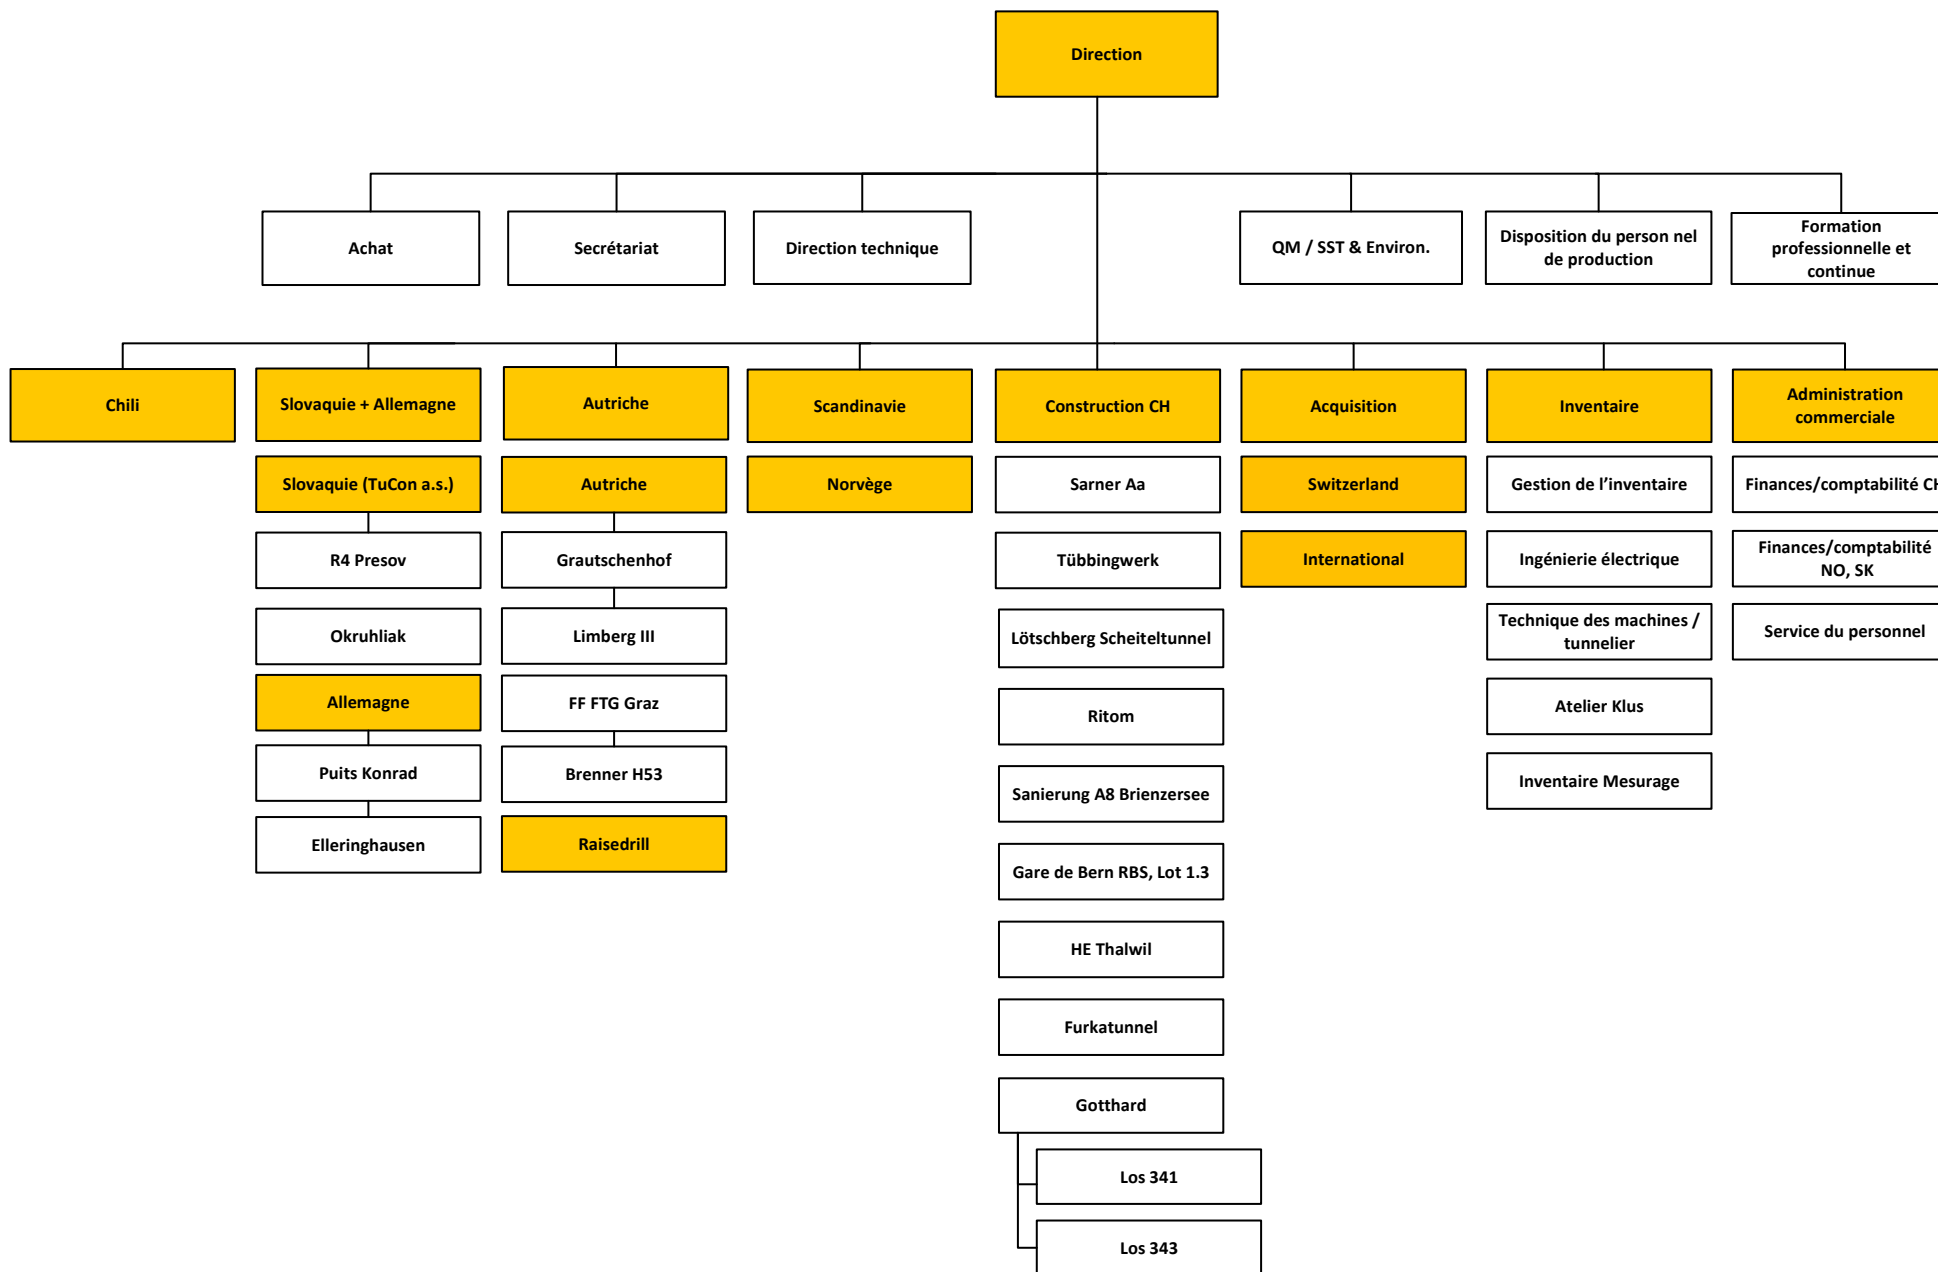 Direction
Achat
Secrétariat
Direction technique
QM / SST & Environ.
Disposition du person nel
de production
Formation
professionnelle et
continue
Chili
Slovaquie + Allemagne
Autriche
Scandinavie
Construction CH
Acquisition
Inventaire
Administration
commerciale
Slovaquie (TuCon a.s.)
R4 Presov
Okruhliak
Allemagne
Puits Konrad
Elleringhausen
Autriche
Grautschenhof
Limberg III
FF FTG Graz
Brenner H53
Raisedrill
Norvège
Sarner Aa
Tübbingwerk
Lötschberg Scheiteltunnel
Ritom
Sanierung A8 Brienzersee
Gare de Bern RBS, Lot 1.3
HE Thalwil
Furkatunnel
Gotthard
Los 341
Los 343
Switzerland
International
Gestion de l’inventaire
Ingénierie électrique
Technique des machines /
tunnelier
Atelier Klus
Inventaire Mesurage
Finances/comptabilité CH
Finances/comptabilité
NO, SK
Service du personnel